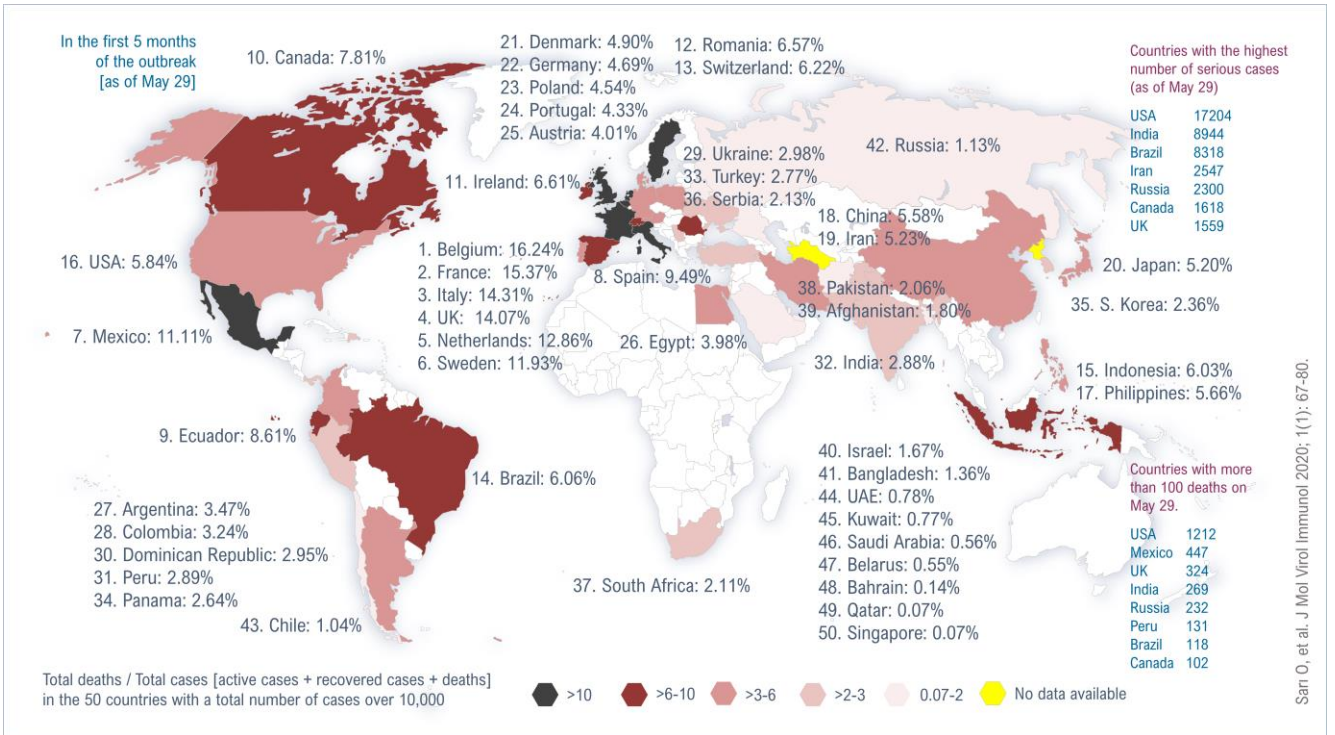 In the first 5 months
of the outbreak
[as of May 29]
10. Canada: 7.81%
21. Denmark: 4.90%
22. Germany: 4.69%
23. Poland: 4.54%
24. Portugal: 4.33%
25. Austria: 4.01%
12. Romania: 6.57%
13. Switzerland: 6.22%
Countries with the highest
number of serious cases
(as of May 29)
USA 17204
India 8944
Brazil 8318
Iran 2547
Russia 2300
Canada 1618
UK 1559
42. Russia: 1.13%
11. Ireland: 6.61%
29. Ukraine: 2.98%
33. Turkey: 2.77%
36. Serbia: 2.13%
18. China: 5.58%
19. Iran: 5.23%
16. USA: 5.84%
1. Belgium: 16.24%
2. France: 15.37%
3. Italy: 14.31%
4. UK: 14.07%
5. Netherlands: 12.86%
6. Sweden: 11.93%
8. Spain: 9.49%
20. Japan: 5.20%
35. S. Korea: 2.36%
38. Pakistan: 2.06%
39. Afghanistan: 1.80%
7. Mexico: 11.11%
26. Egypt: 3.98%
32. India: 2.88%
15. Indonesia: 6.03%
17. Philippines: 5.66%
9. Ecuador: 8.61%
14. Brazil: 6.06%
27. Argentina: 3.47%
28. Colombia: 3.24%
30. Dominican Republic: 2.95%
31. Peru: 2.89%
34. Panama: 2.64%
43. Chile: 1.04%
37. South Africa: 2.11%
40. Israel: 1.67%
41. Bangladesh: 1.36%
44. UAE: 0.78%
45. Kuwait: 0.77%
46. Saudi Arabia: 0.56%
47. Belarus: 0.55%
48. Bahrain: 0.14%
49. Qatar: 0.07%
50. Singapore: 0.07%
Countries with more
than 100 deaths on
May 29.
USA 1212
Mexico 447
UK 324
India 269
Russia 232
Peru 131
Brazil 118
Canada 102
Total deaths / Total cases [active cases + recovered cases + deaths]
in the 50 countries with a total number of cases over 10,000
>10
>6-10
>3-6
>2-3
0.07-2
No data available
Sarı O, et al. J Mol Virol Immunol 2020; 1(1): 67-80.